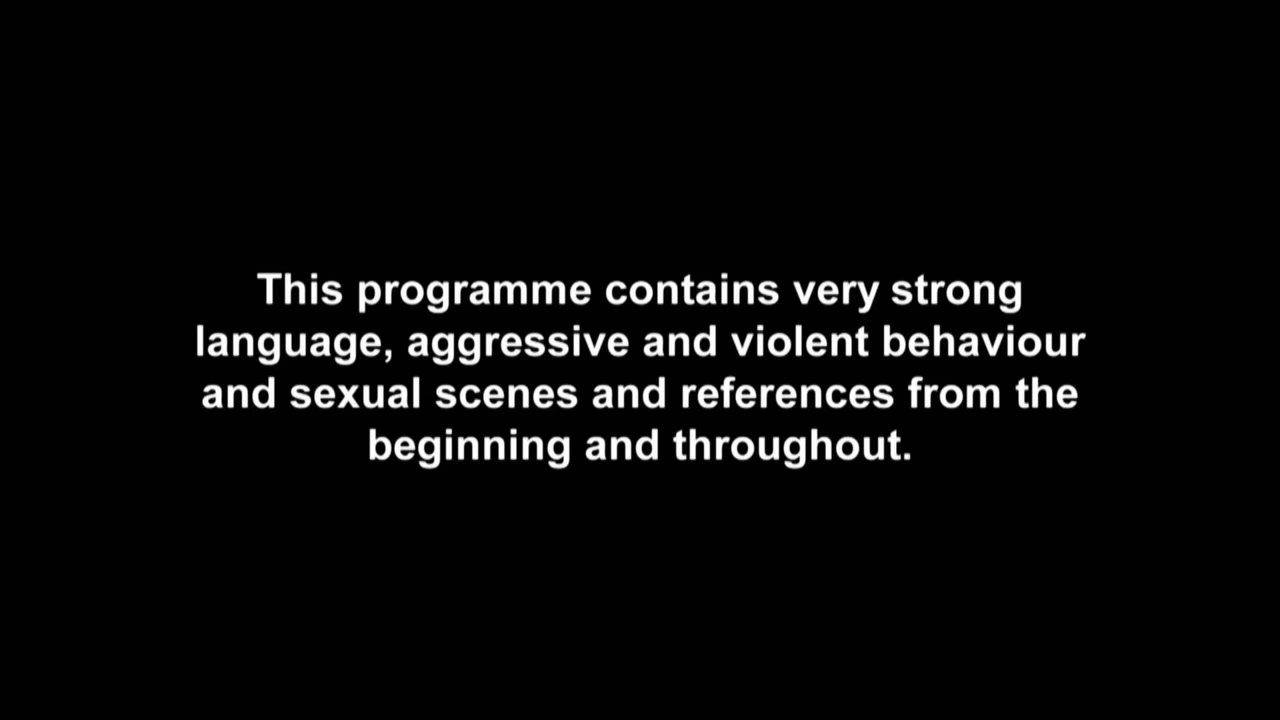 This programme contains very strong
language, aggressive and violent behaviour
and sexual scenes and references from the
beginning and throughout.